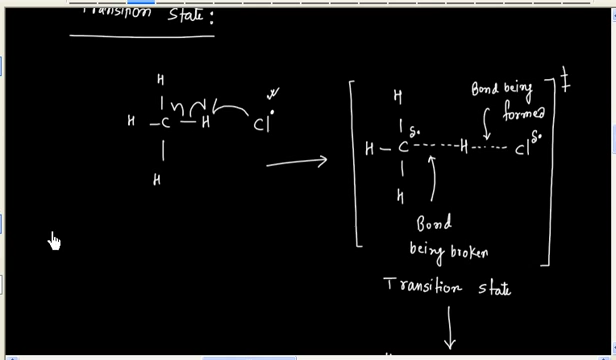 Transition State:
H
H – C – H Cl•
H
Bond being
formed
H
H – C δ• ------ H ------ Cl δ•
H
‡
Bond
being broken
Transition state